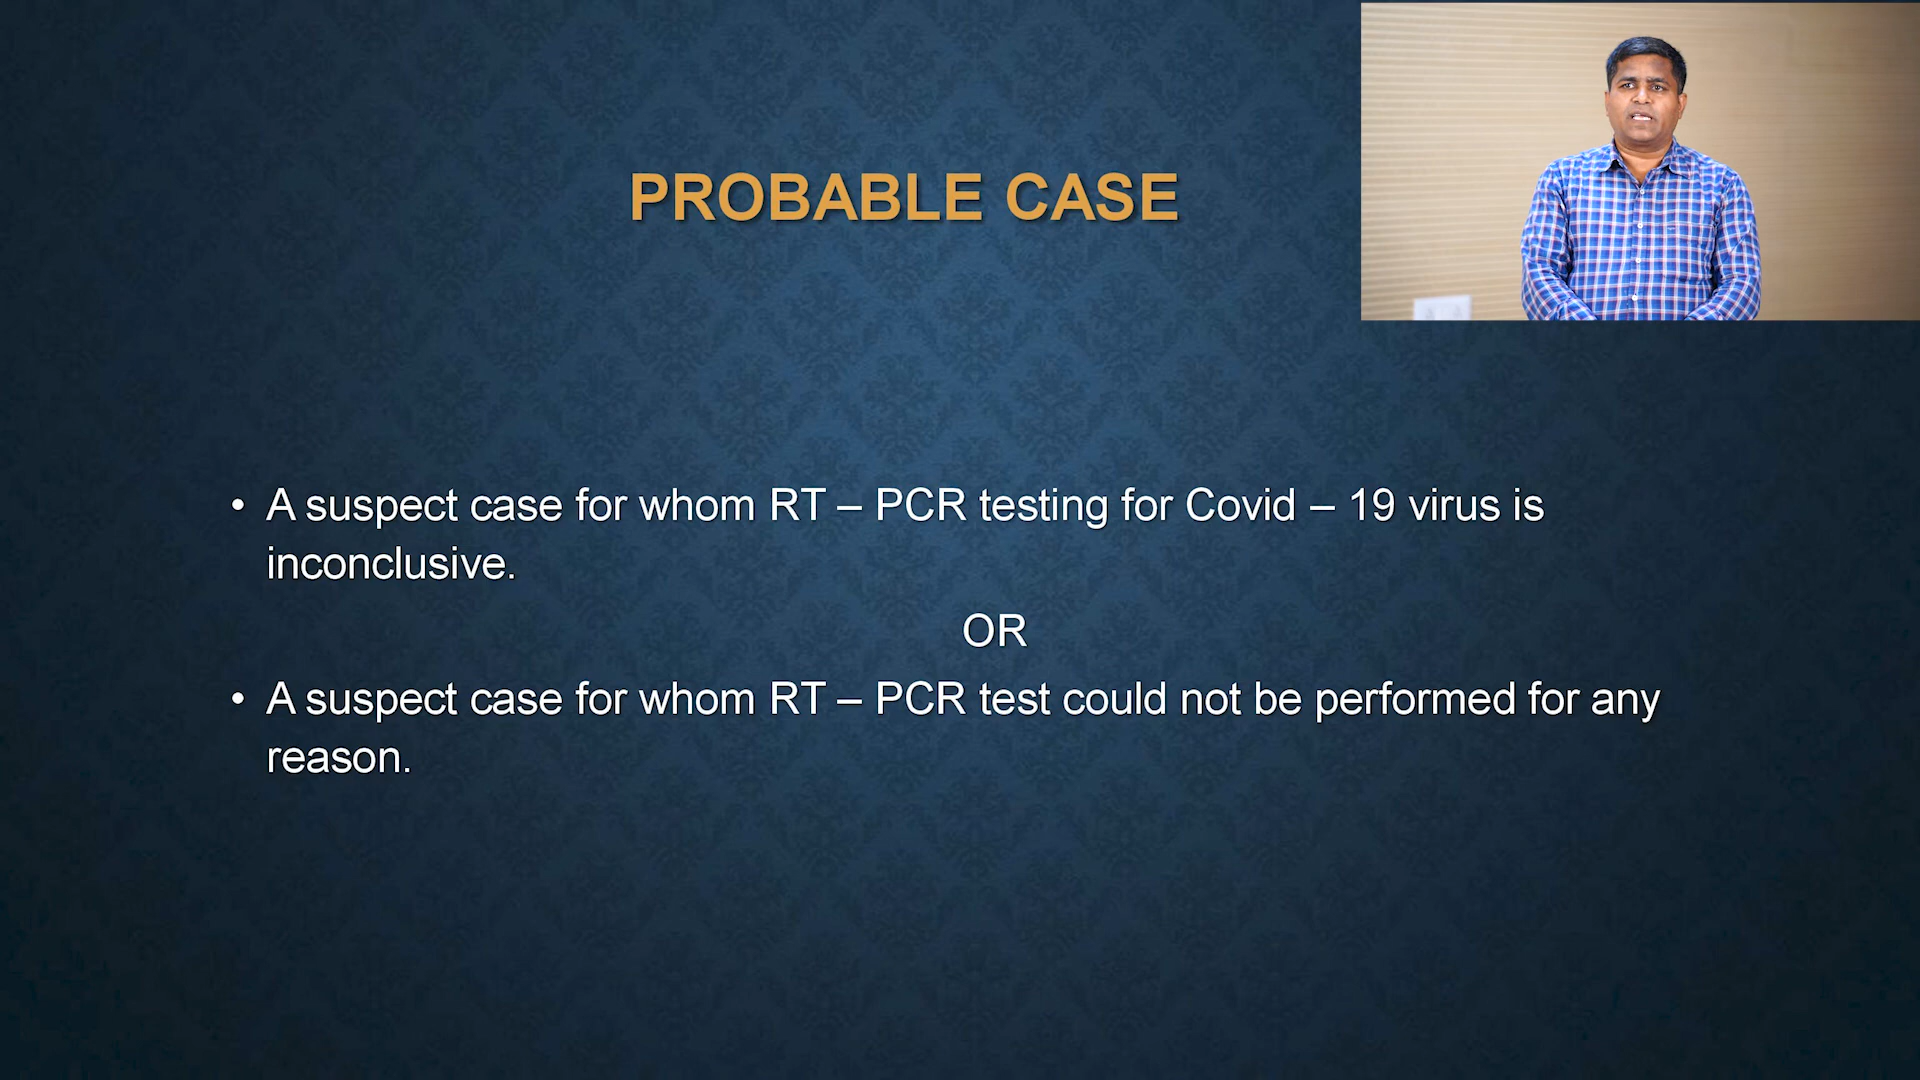 PROBABLE CASE
• A suspect case for whom RT – PCR testing for Covid – 19 virus is
inconclusive.
OR
• A suspect case for whom RT – PCR test could not be performed for any
reason.